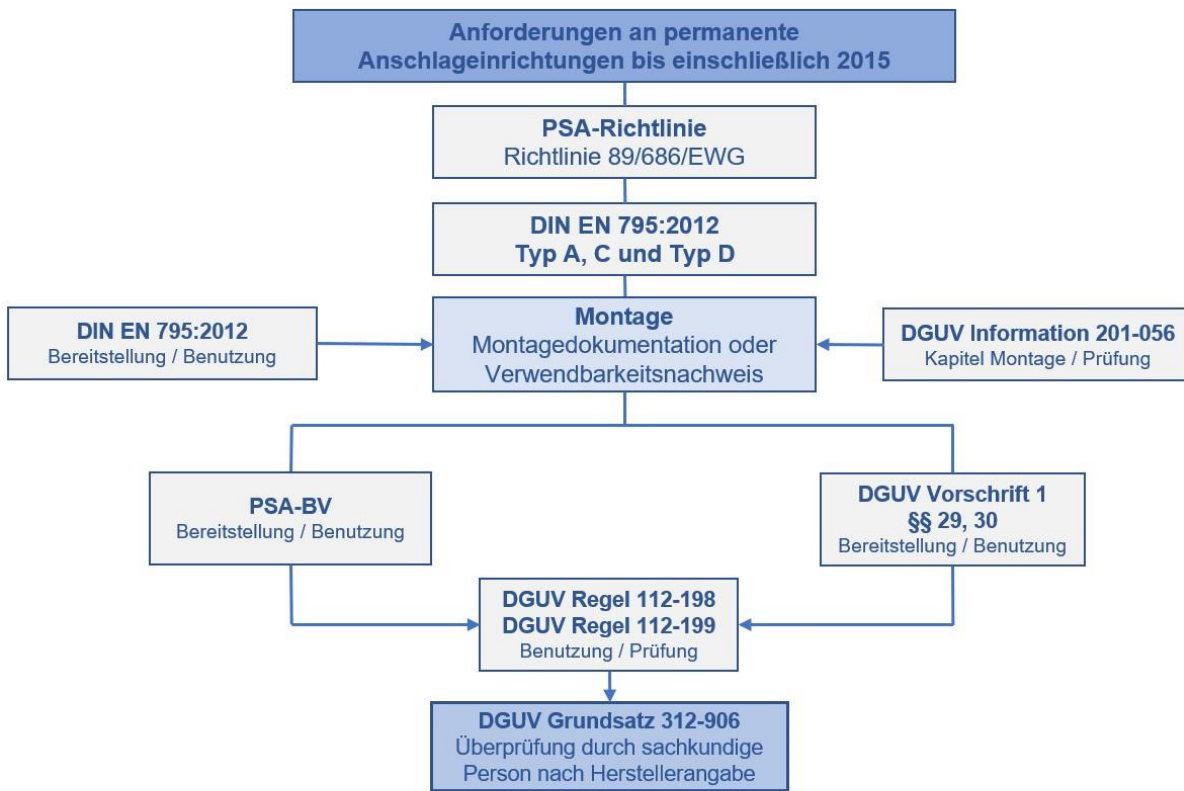 Anforderungen an permanente
Anschlageinrichtungen bis einschließlich 2015
PSA-Richtlinie
Richtlinie 89/686/EWG
DIN EN 795:2012
Typ A, C und Typ D
DIN EN 795:2012
Bereitstellung / Benutzung
Montage
Montagedokumentation oder
Verwendbarkeitsnachweis
DGUV Information 201-056
Kapitel Montage / Prüfung
PSA-BV
Bereitstellung / Benutzung
DGUV Vorschrift 1
§§ 29, 30
Bereitstellung / Benutzung
DGUV Regel 112-198
DGUV Regel 112-199
Benutzung / Prüfung
DGUV Grundsatz 312-906
Überprüfung durch sachkundige
Person nach Herstellerangabe